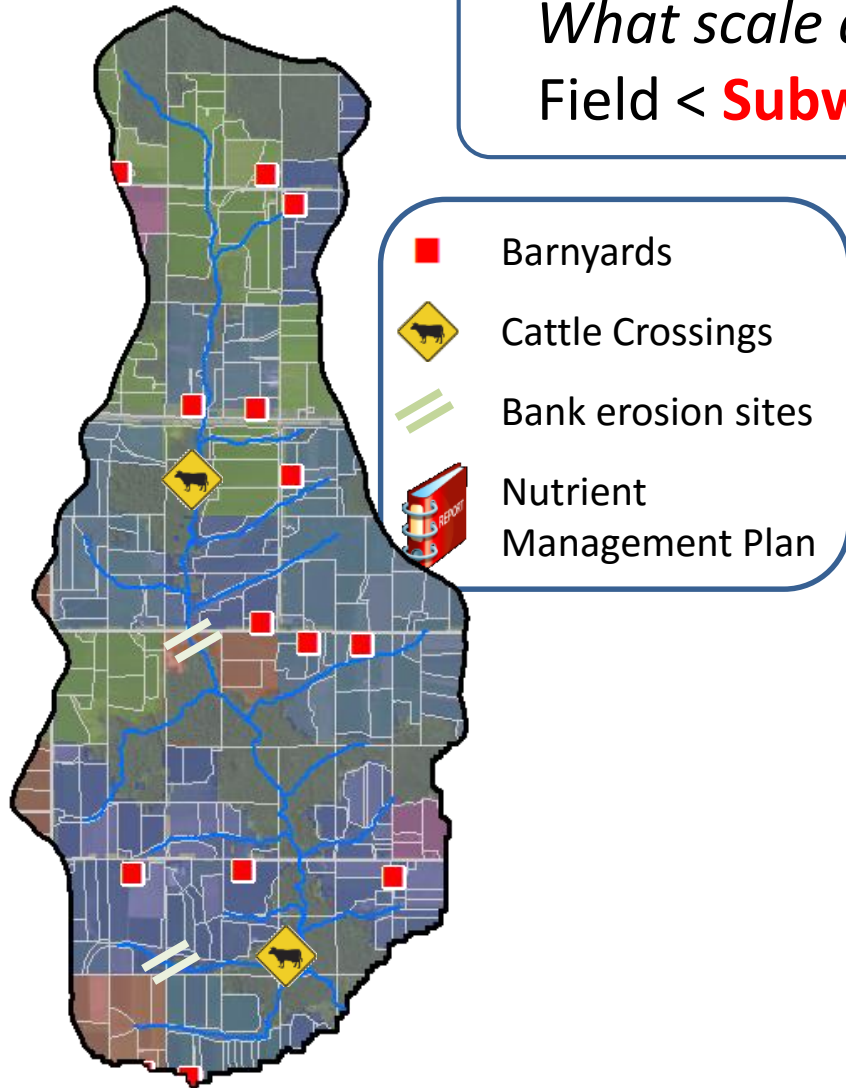 What scale
Field <
Barnyards
Cattle Crossings
Bank erosion sites
REPORT
Nutrient
Management Plan